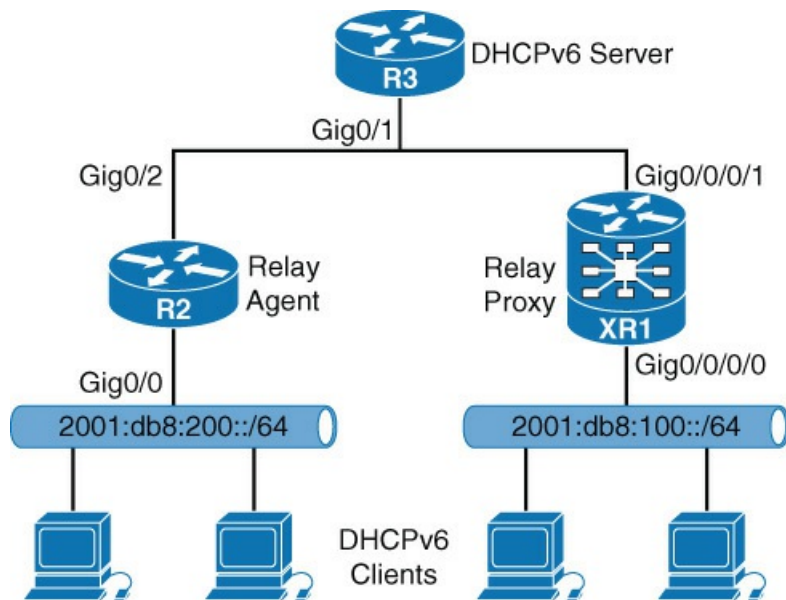 DHCPv6 Server
R3
Gig0/1
Gig0/2
Gig0/0/0/1
Relay
Agent
R2
Relay
Proxy
XR1
Gig0/0
Gig0/0/0/0
2001:db8:200::/64
2001:db8:100::/64
DHCPv6
Clients